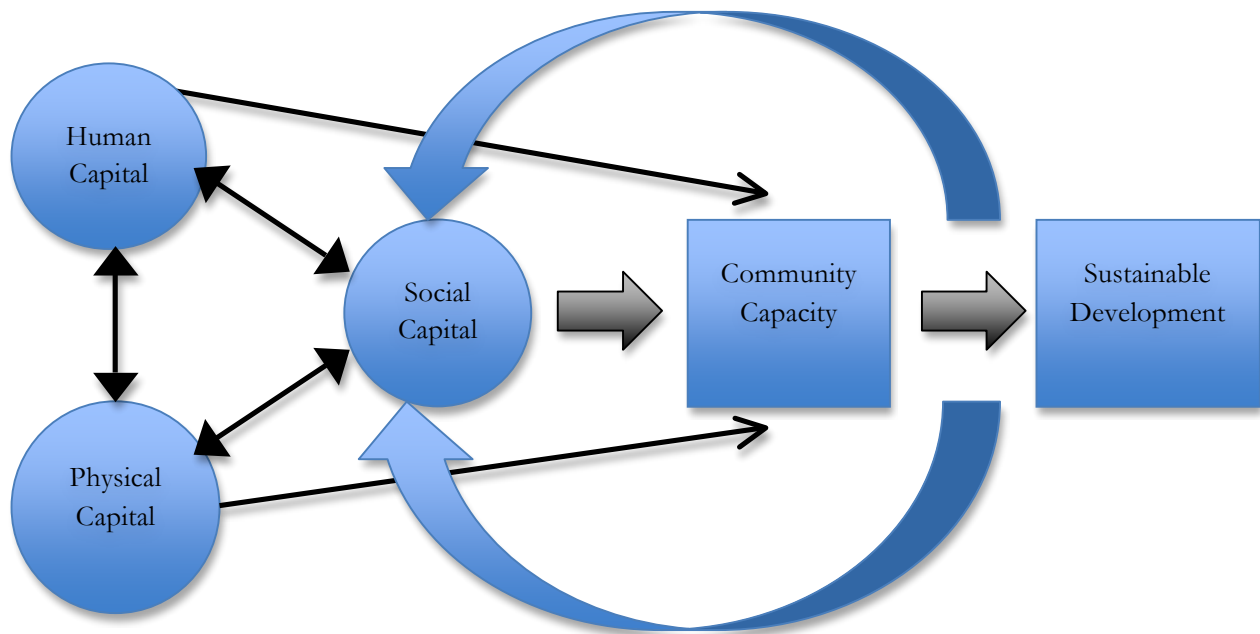 Human
Capital
Social
Capital
Community
Capacity
Sustainable
Development
Physical
Capital